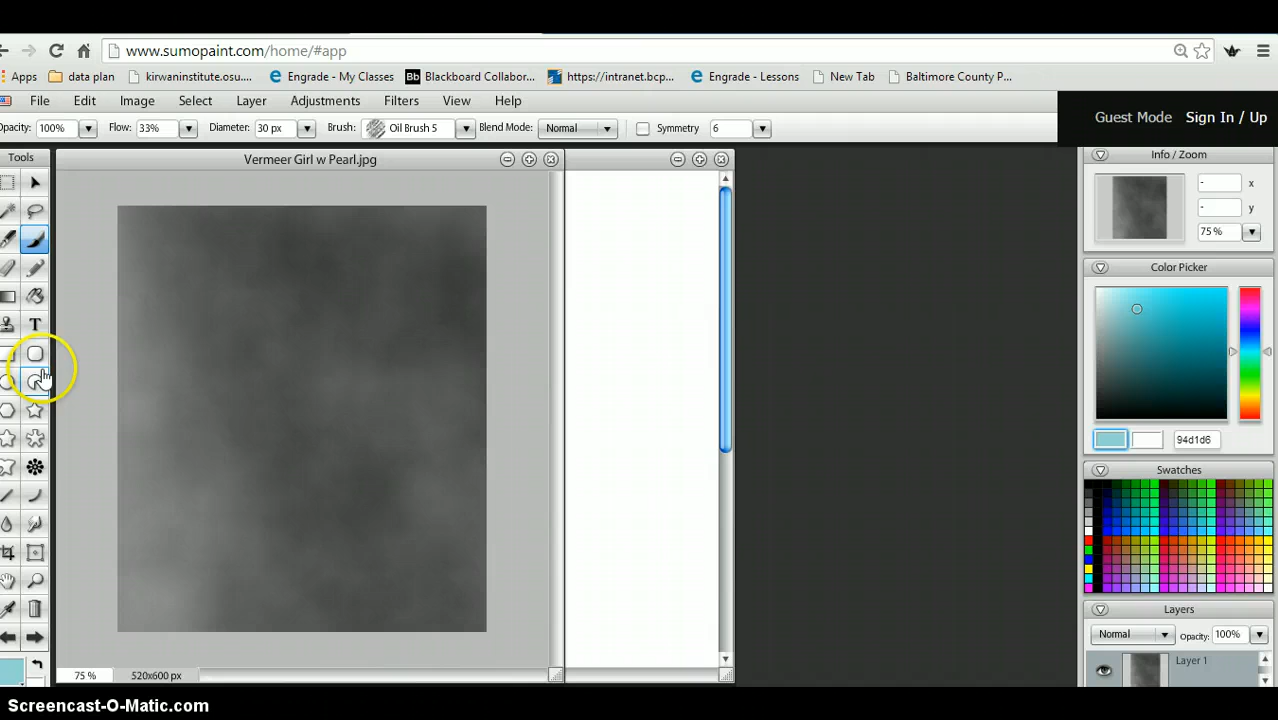 www.sumopaint.com/home/#app
Apps data plan kirwaninstitute.osu.... Engrade - My Classes Bb Blackboard Collabor... https://intranet.bcp... Engrade - Lessons New Tab Baltimore County P...
File Edit Image Select Layer Adjustments Filters View Help
Opacity: 100% Flow: 33% Diameter: 30 px Brush: Oil Brush 5 Blend Mode: Normal Symmetry 6
Guest Mode Sign In / Up
Tools
Vermeer Girl w Pearl.jpg
Info / Zoom
- x
- y
75 %
T
Color Picker
94d1d6
Swatches
Layers
Normal Opacity: 100%
Layer 1
75 % 520x600 px
Screencast-O-Matic.com